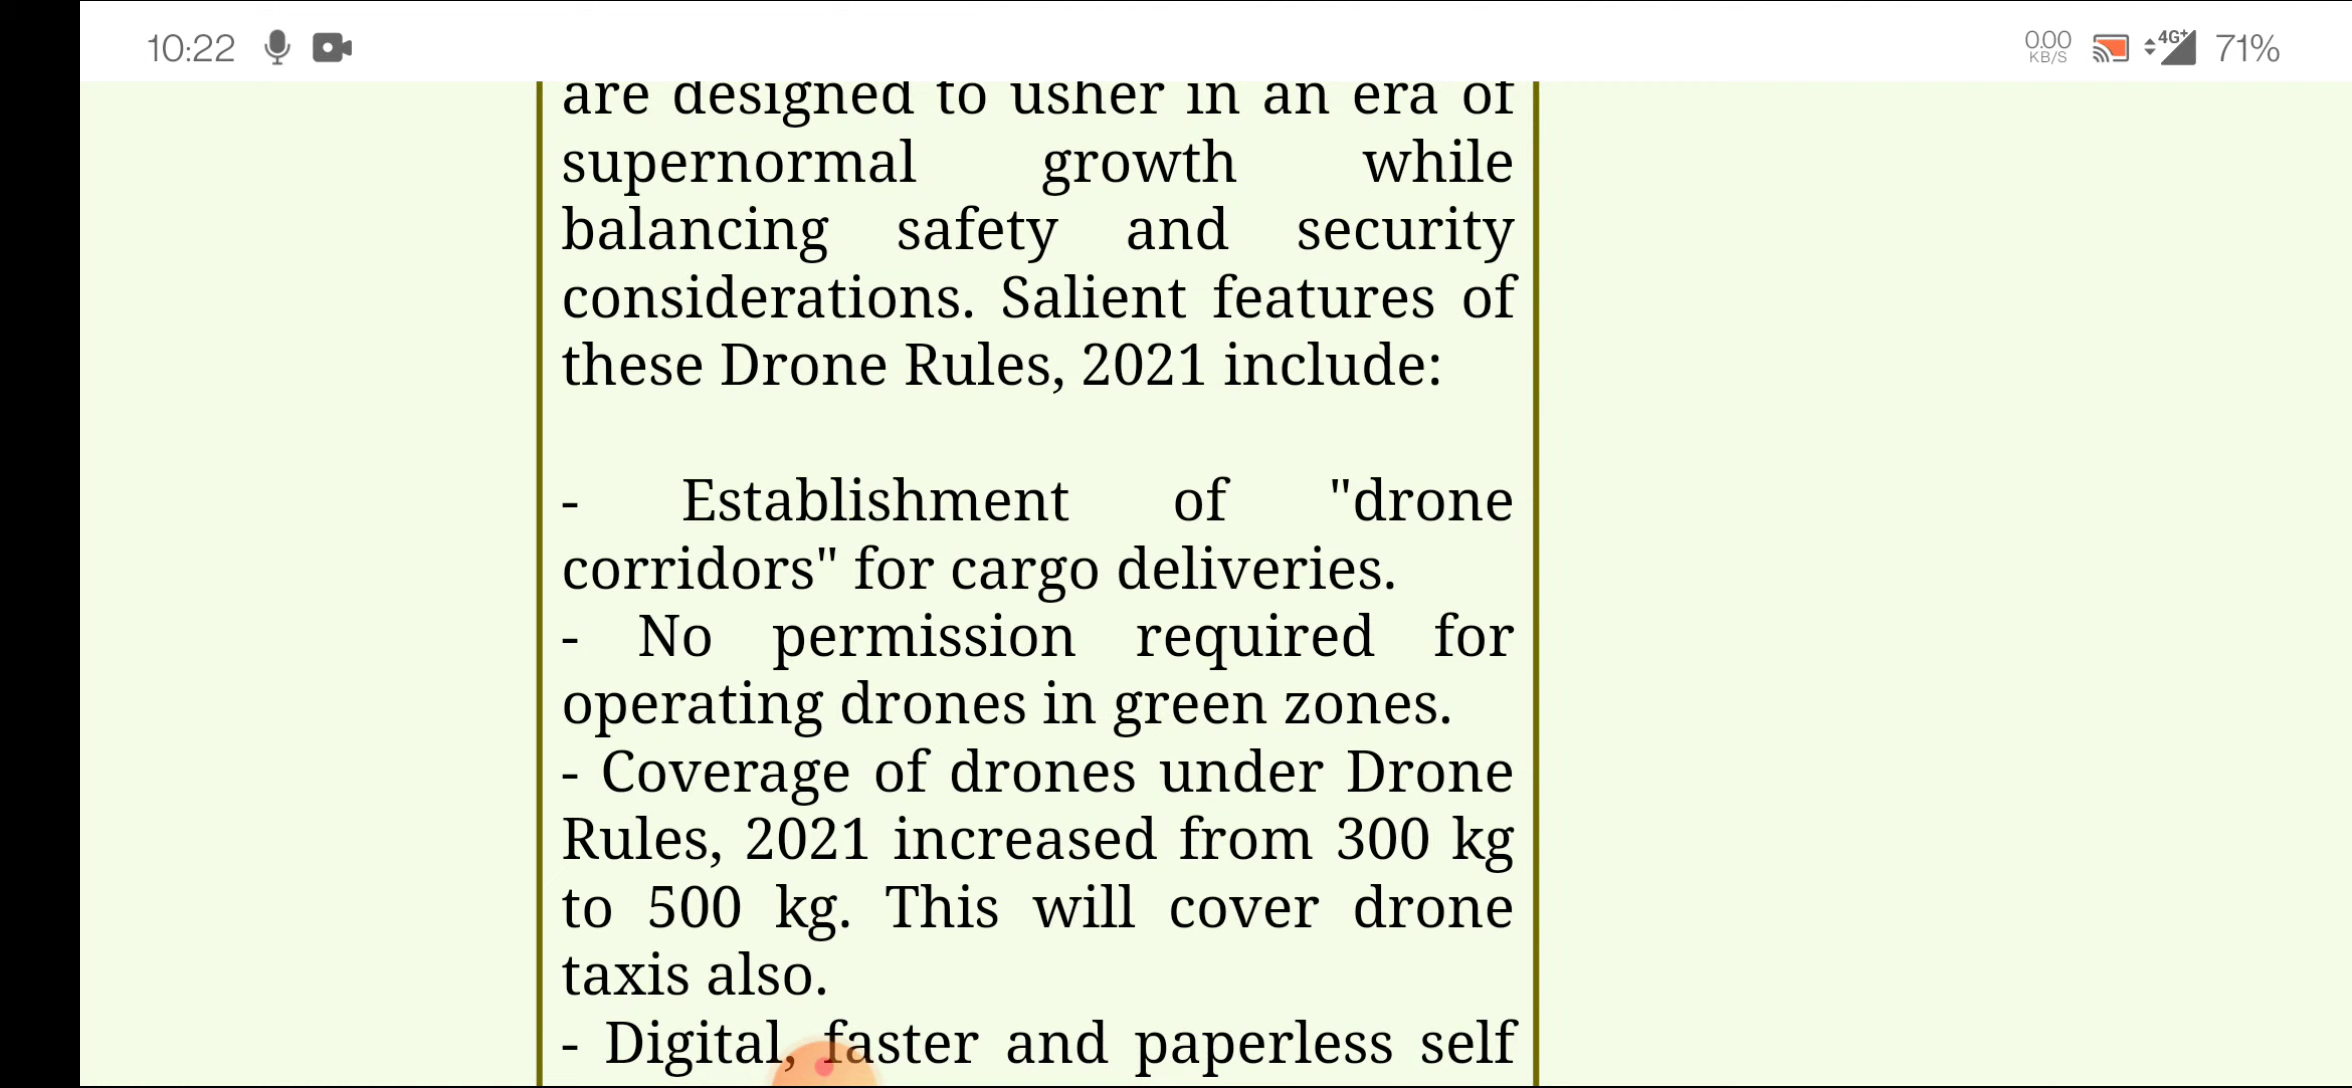 10:22
0.00
KB/S
4G+
71%
are designed to usher in an era of
supernormal growth while
balancing safety and security
considerations. Salient features of
these Drone Rules, 2021 include:
- Establishment of "drone
corridors" for cargo deliveries.
- No permission required for
operating drones in green zones.
- Coverage of drones under Drone
Rules, 2021 increased from 300 kg
to 500 kg. This will cover drone
taxis also.
- Digital, faster and paperless self